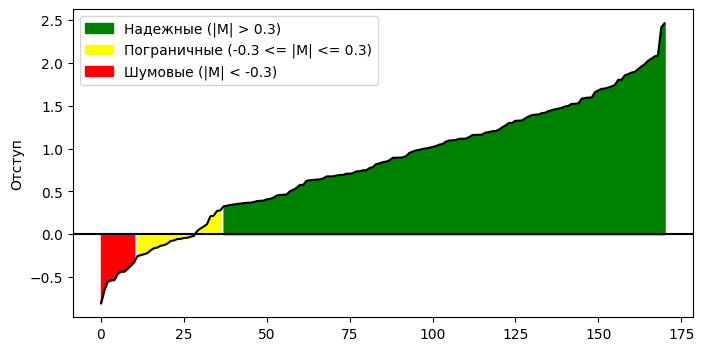 2.5
2.0
1.5
1.0
0.5
0.0
−0.5
Отступ
Надежные (|M| > 0.3)
Пограничные (-0.3 <= |M| <= 0.3)
Шумовые (|M| < -0.3)
0 25 50 75 100 125 150 175